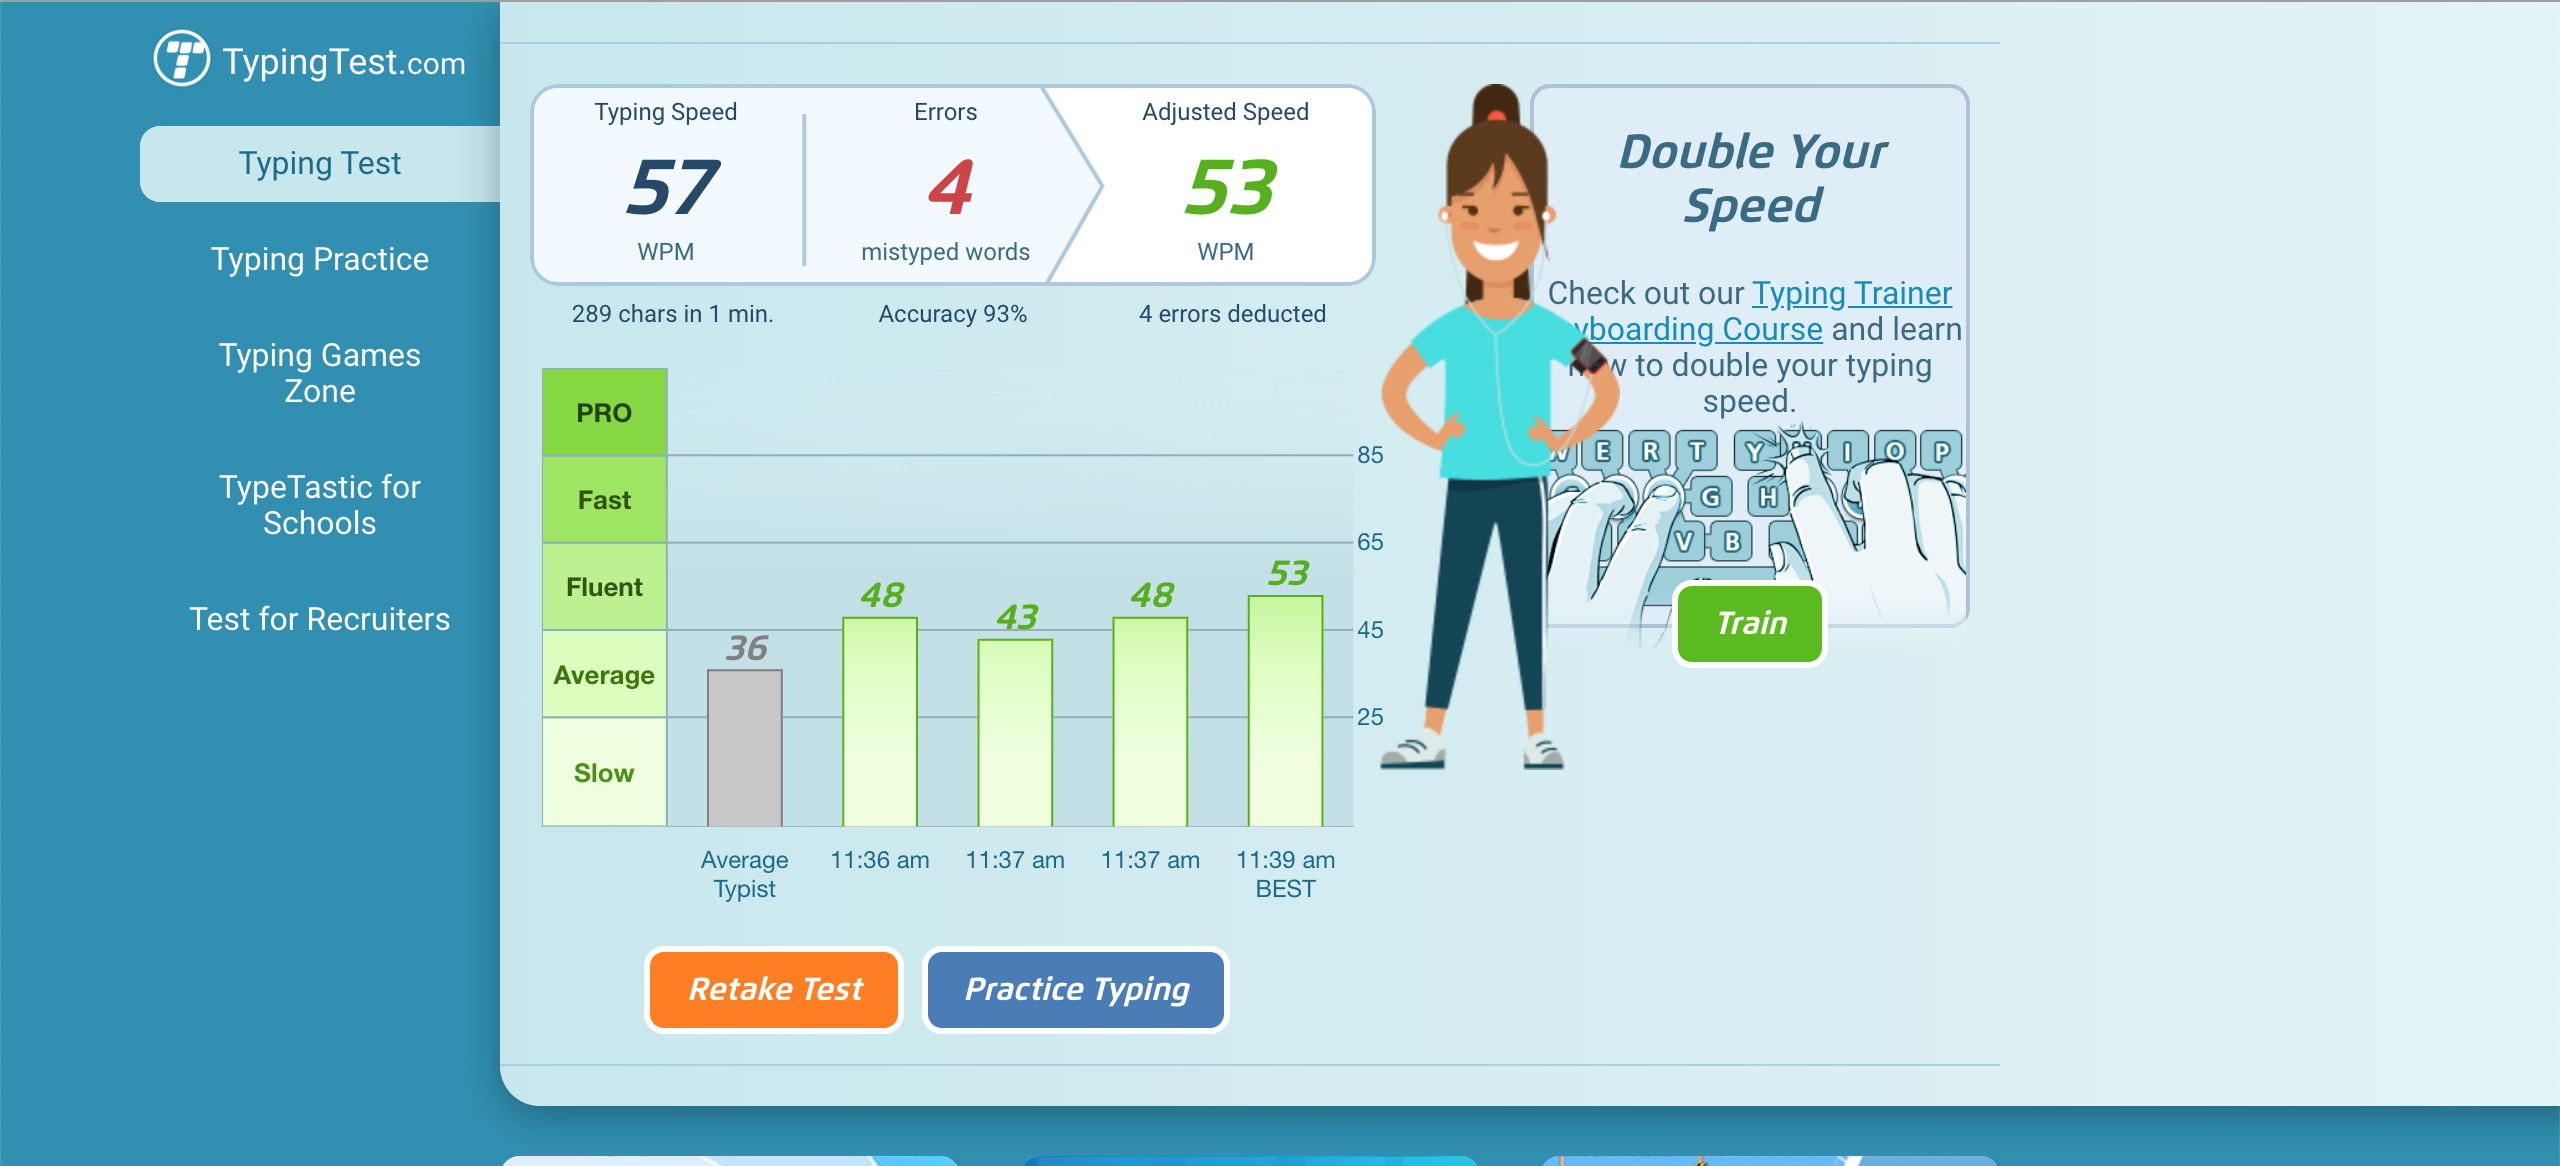 TypingTest.com
Typing Test
Typing Practice
Typing Games
Zone
TypeTastic for
Schools
Test for Recruiters
Typing Speed
57
WPM
289 chars in 1 min.
Errors
4
mistyped words
Accuracy 93%
Adjusted Speed
53
WPM
4 errors deducted
PRO
Fast
Fluent
Average
Slow
85
65
45
25
36
48
43
48
53
Average
Typist
11:36 am
11:37 am
11:37 am
11:39 am
BEST
Retake Test
Practice Typing
Double Your
Speed
Check out our Typing Trainer
yboarding Course and learn
w to double your typing
speed.
E R T Y I O P
G H
V B
Train